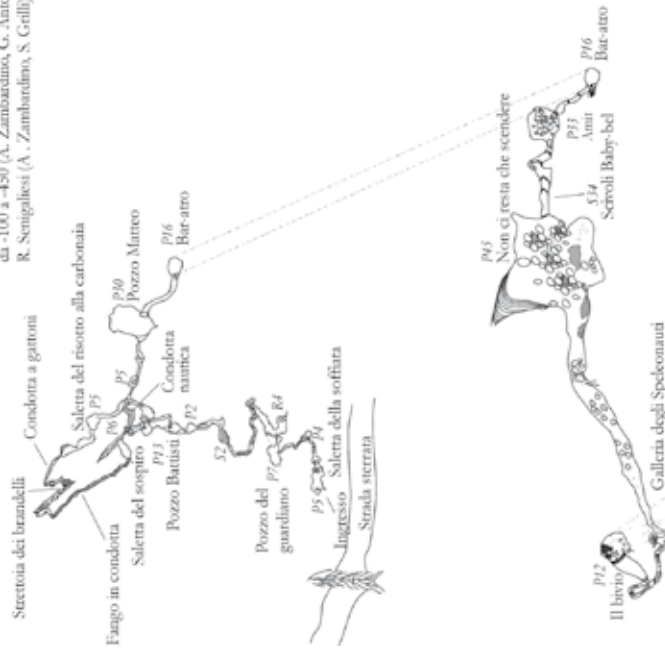 da -100 a -450 (A. Zambardino, G. Anto
R. Senigaliesi (A . Zambardino, S. Grilli)
Strettoia dei brandelli
Condotta a gattoni
Saletta del risotto alla carbonaia
P5
P30
Pozzo Matteo
P16
Bar-atro
P5
P6
Condotta
nautica
Fango in condotta
Saletta del sospiro
P13
Pozzo Battisti
P2
S2
R4
P7
Pozzo del
guardiano
P4
Saletta della soffiata
P5
Ingresso
Strada sterrata
P45
Non ci resta che scendere
P16
Bar-atro
P33
S34
Scivoli Baby-bel
P12
Il bivio
Galleria degli Speleonauti